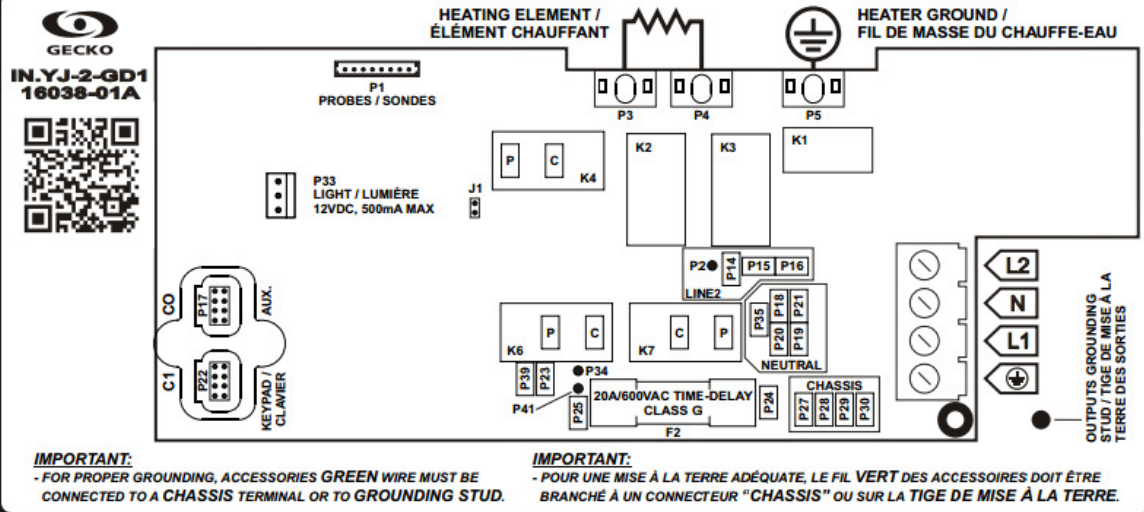 GECKO
IN.YJ-2-GD1
16038-01A
HEATING ELEMENT /
ÉLÉMENT CHAUFFANT
HEATER GROUND /
FIL DE MASSE DU CHAUFFE-EAU
P1
PROBES / SONDES
P3
P4
P5
P
C
K4
K2
K3
K1
P33
LIGHT / LUMIÈRE
12VDC, 500mA MAX
J1
P2
P14
P15
P16
LINE2
L2
N
L1
CO
P17
AUX.
C1
P22
KEYPAD /
CLAVIER
P
C
K6
C
P
K7
P35
P18
P21
P20
P19
NEUTRAL
P39
P23
P34
P41
P25
20A/600VAC TIME-DELAY
CLASS G
F2
P24
CHASSIS
P27
P28
P29
P30
OUTPUTS GROUNDING
STUD / TIGE DE MISE À LA
TERRE DES SORTIES
IMPORTANT:
- FOR PROPER GROUNDING, ACCESSORIES GREEN WIRE MUST BE
CONNECTED TO A CHASSIS TERMINAL OR TO GROUNDING STUD.
IMPORTANT:
- POUR UNE MISE À LA TERRE ADÉQUATE, LE FIL VERT DES ACCESSOIRES DOIT ÊTRE
BRANCHÉ À UN CONNECTEUR "CHASSIS" OU SUR LA TIGE DE MISE À LA TERRE.